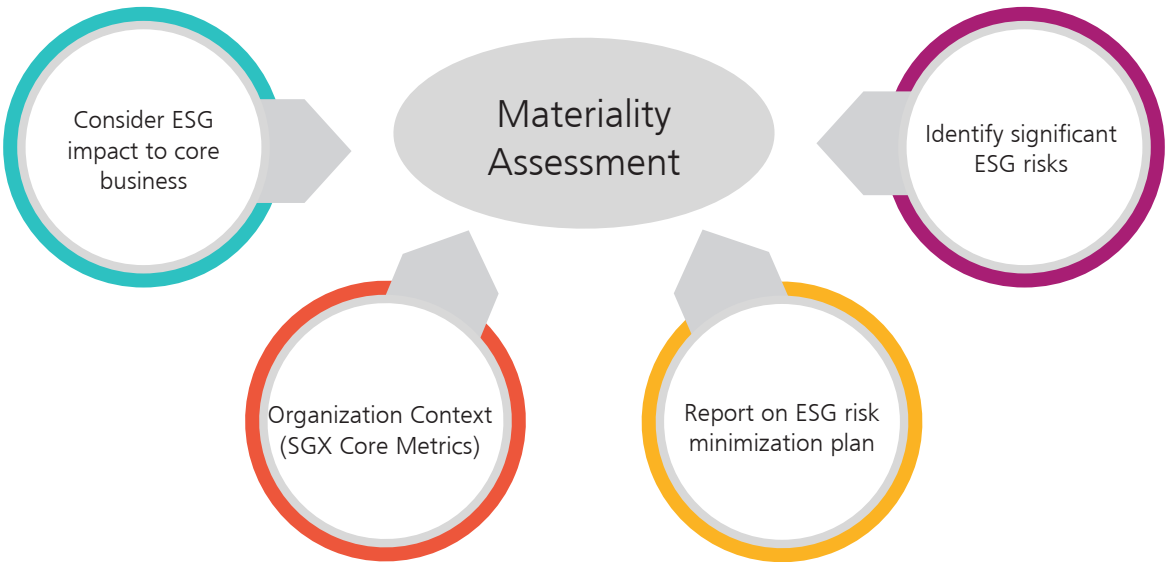 Consider ESG
impact to core
business
Materiality
Assessment
Identify significant
ESG risks
Organization Context
(SGX Core Metrics)
Report on ESG risk
minimization plan